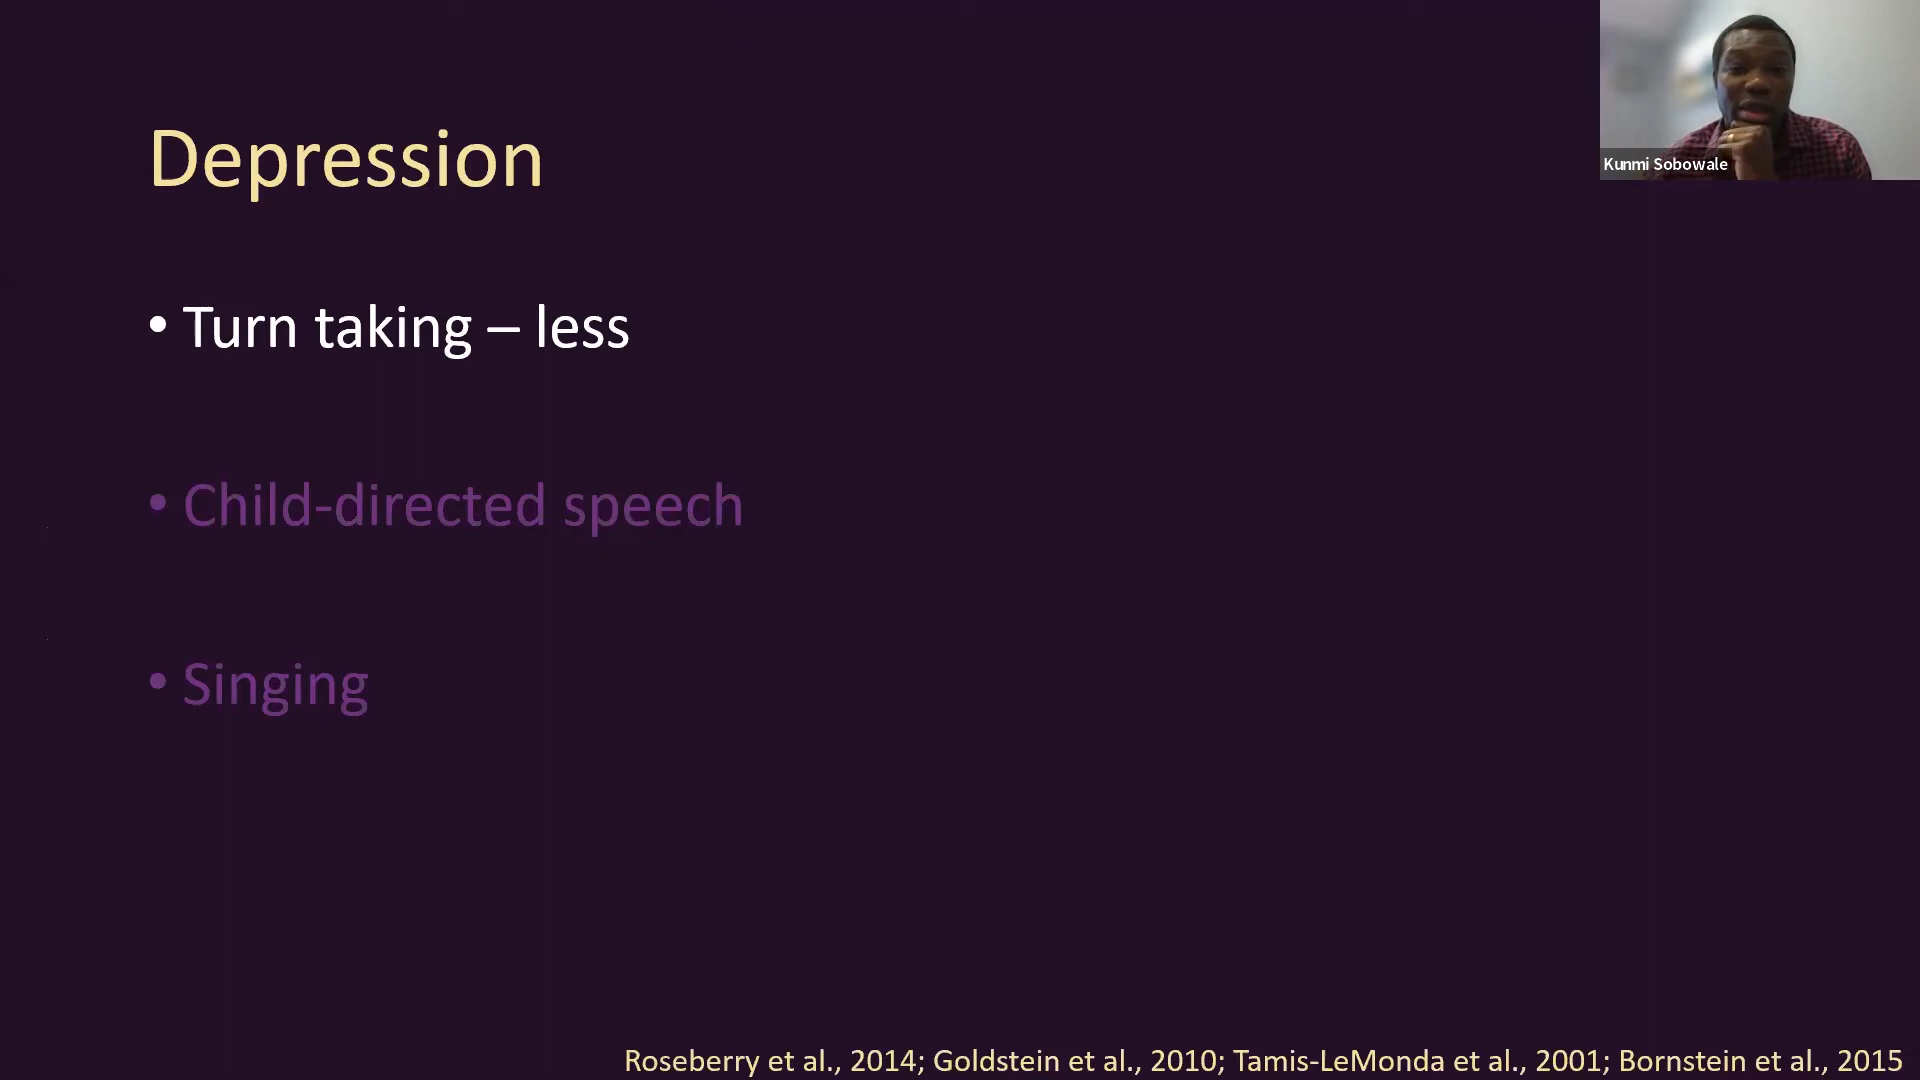 Depression
Kunmi Sobowale
• Turn taking – less
• Child-directed speech
• Singing
Roseberry et al., 2014; Goldstein et al., 2010; Tamis-LeMonda et al., 2001; Bornstein et al., 2015